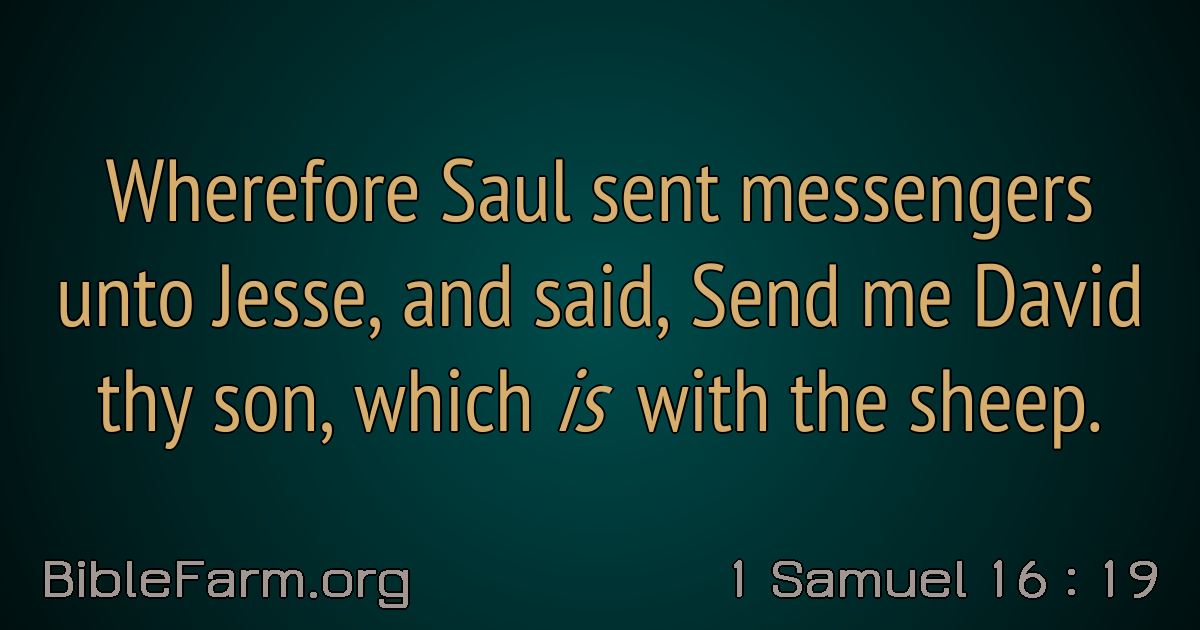 Wherefore Saul sent messengers
unto Jesse, and said, Send me David
thy son, which is with the sheep.
BibleFarm.org
1 Samuel 16 : 19